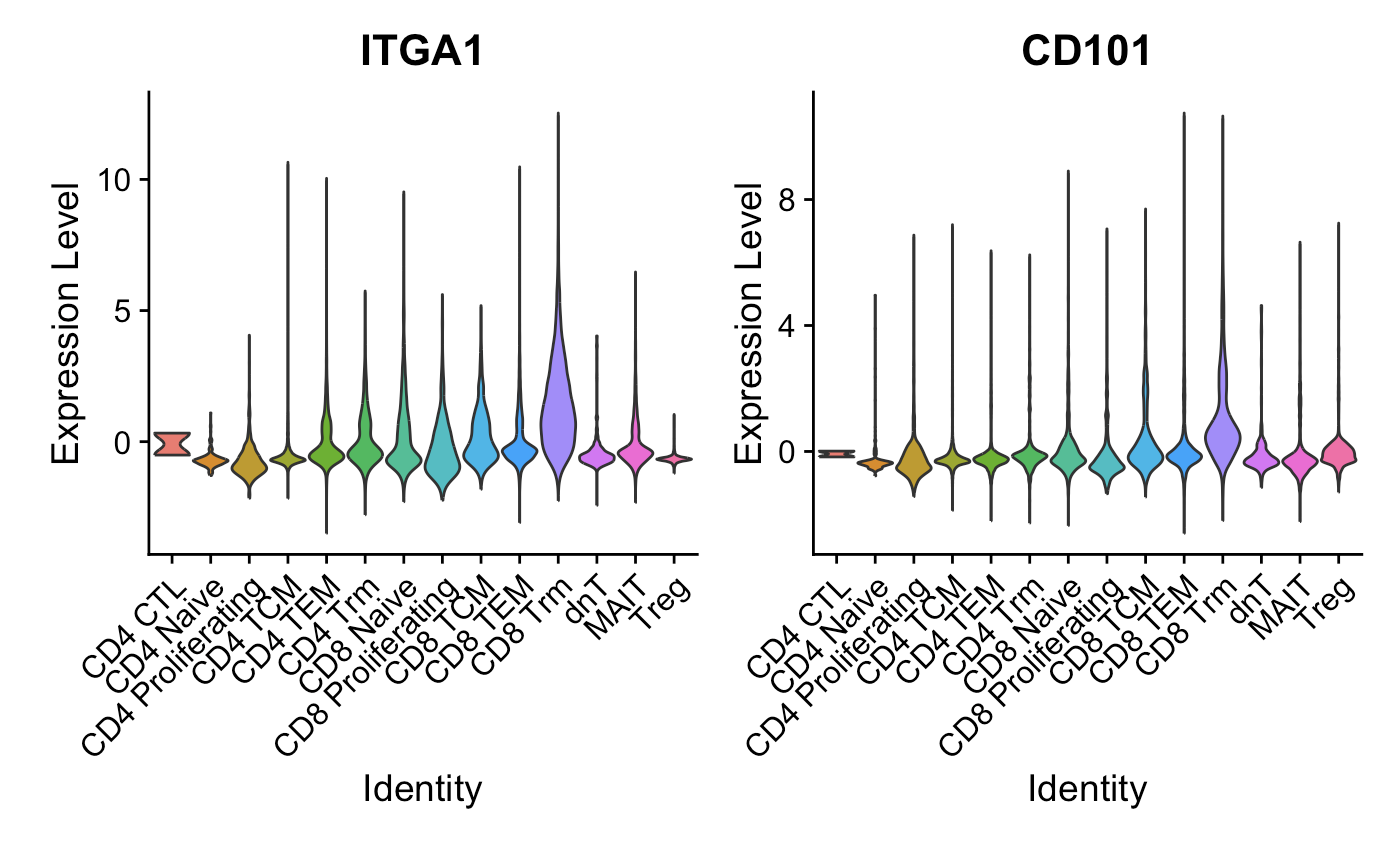 ITGA1
Expression Level
10
5
0
CD4 CTL
CD4 Naive
CD4 Proliferating
CD4 TCM
CD4 TEM
CD4 Trm
CD8 Naive
CD8 Proliferating
CD8 TCM
CD8 TEM
CD8 Trm
dnT
MAIT
Treg
Identity
CD101
Expression Level
8
4
0
CD4 CTL
CD4 Naive
CD4 Proliferating
CD4 TCM
CD4 TEM
CD4 Trm
CD8 Naive
CD8 Proliferating
CD8 TCM
CD8 TEM
CD8 Trm
dnT
MAIT
Treg
Identity